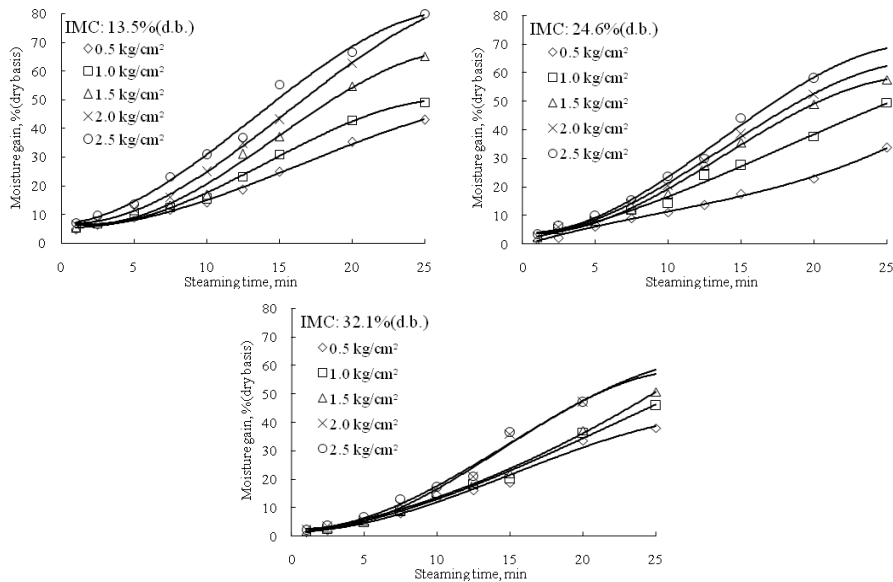 IMC: 13.5%(d.b.)
0.5 kg/cm²
1.0 kg/cm²
1.5 kg/cm²
2.0 kg/cm²
2.5 kg/cm²
Moisture gain, %(dry basis)
80
70
60
50
40
30
20
10
0
0 5 10 15 20 25
Steaming time, min
IMC: 24.6%(d.b.)
0.5 kg/cm²
1.0 kg/cm²
1.5 kg/cm²
2.0 kg/cm²
2.5 kg/cm²
Moisture gain, %(dry basis)
80
70
60
50
40
30
20
10
0
0 5 10 15 20 25
Steaming time, min
IMC: 32.1%(d.b.)
0.5 kg/cm²
1.0 kg/cm²
1.5 kg/cm²
2.0 kg/cm²
2.5 kg/cm²
Moisture gain, %(dry basis)
80
70
60
50
40
30
20
10
0
0 5 10 15 20 25
Steaming time, min